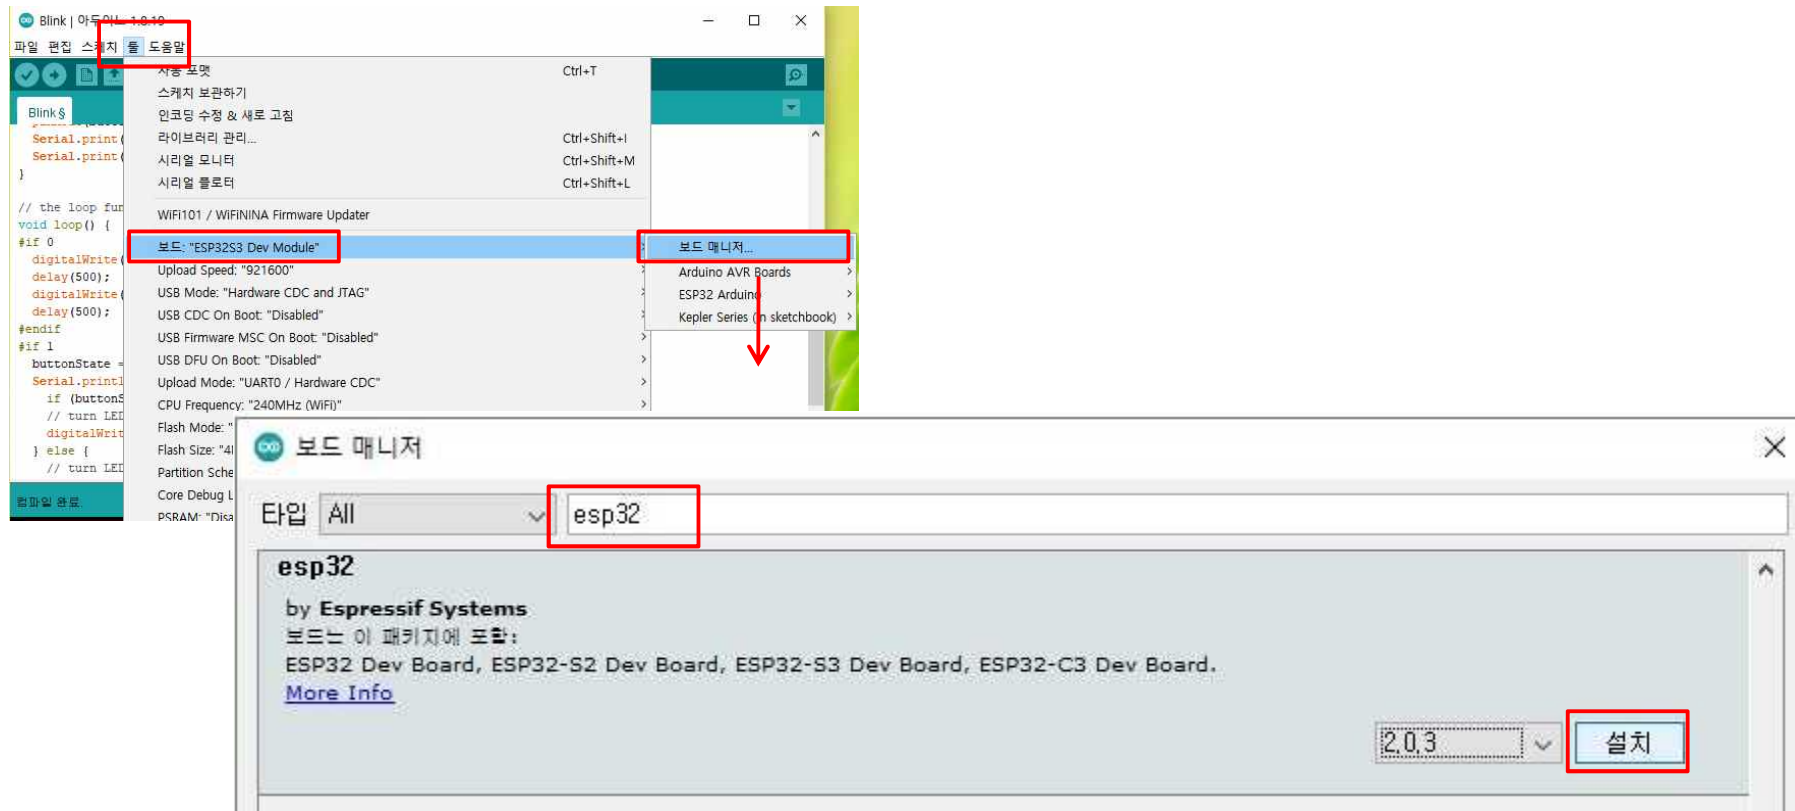 Blink | 아두이노 1.8.19
파일 편집 스케치 툴 도움말
자동 포맷 Ctrl+T
스케치 보관하기
인코딩 수정 & 새로 고침
라이브러리 관리... Ctrl+Shift+I
시리얼 모니터 Ctrl+Shift+M
시리얼 플로터 Ctrl+Shift+L
WiFi101 / WiFiNINA Firmware Updater
보드: "ESP32S3 Dev Module"
Upload Speed: "921600"
USB Mode: "Hardware CDC and JTAG"
USB CDC On Boot: "Disabled"
USB Firmware MSC On Boot: "Disabled"
USB DFU On Boot: "Disabled"
Upload Mode: "UART0 / Hardware CDC"
CPU Frequency: "240MHz (WiFi)"
Flash Mode: "
Flash Size: "4
Partition Sche
Core Debug L
PSRAM: "Disa
보드 매니저...
Arduino AVR Boards
ESP32 Arduino
Kepler Series (in sketchbook)
Blink §
Serial.print(
Serial.print(
}
// the loop fun
void loop() {
#if 0
digitalWrite(
delay(500);
digitalWrite(
delay(500);
#endif
#if 1
buttonState =
Serial.printl
if (buttonS
// turn LED
digitalWrit
} else {
// turn LED
컴파일 완료.
보드 매니저
타입 All esp32
esp32
by Espressif Systems
보드는 이 패키지에 포함:
ESP32 Dev Board, ESP32-S2 Dev Board, ESP32-S3 Dev Board, ESP32-C3 Dev Board.
More Info
2,0,3 설치